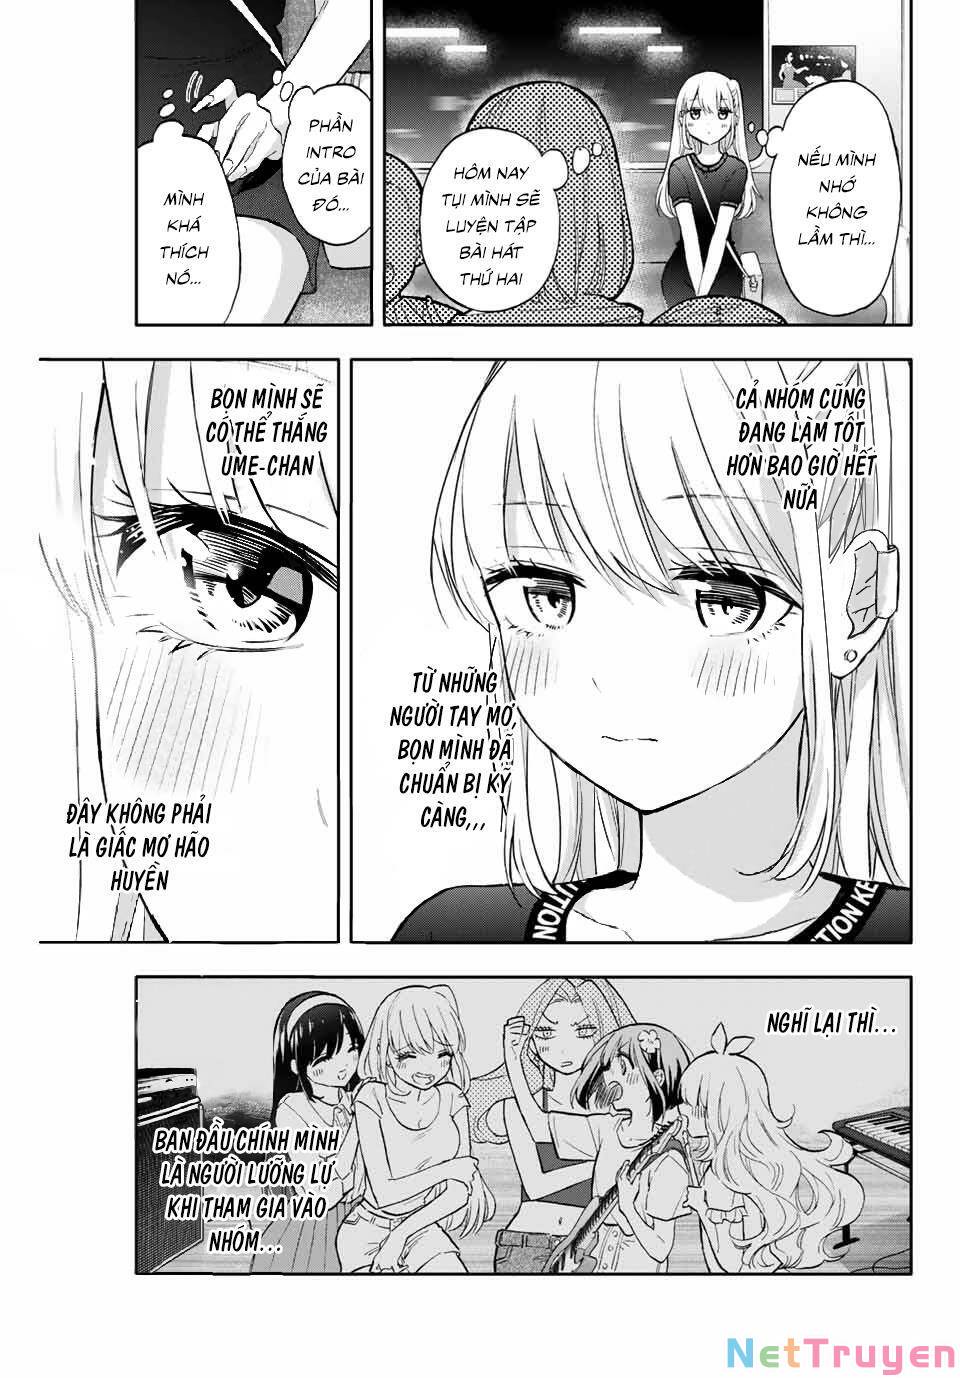 NẾU MÌNH
NHỚ
KHÔNG
LẦM THÌ...
HÔM NAY
TỤI MÌNH SẼ
LUYỆN TẬP
BÀI HÁT
THỨ HAI
PHẦN
INTRO
CỦA BÀI
ĐÓ...
MÌNH
KHÁ
THÍCH
NÓ...
CẢ NHÓM CŨNG
ĐANG LÀM TỐT
HƠN BAO GIỜ HẾT
NỮA
TỪ NHỮNG
NGƯỜI TAY MƠ,
BỌN MÌNH ĐÃ
CHUẨN BỊ KỸ
CÀNG,,,
BỌN MÌNH SẼ
CÓ THỂ THẮNG
UME-CHAN
ĐÂY KHÔNG PHẢI
LÀ GIẤC MƠ HÃO
HUYỀN
NGHĨ LẠI THÌ...
BAN ĐẦU CHÍNH MÌNH
LÀ NGƯỜI LƯỠNG LỰ
KHI THAM GIA VÀO
NHÓM...
NetTruyen